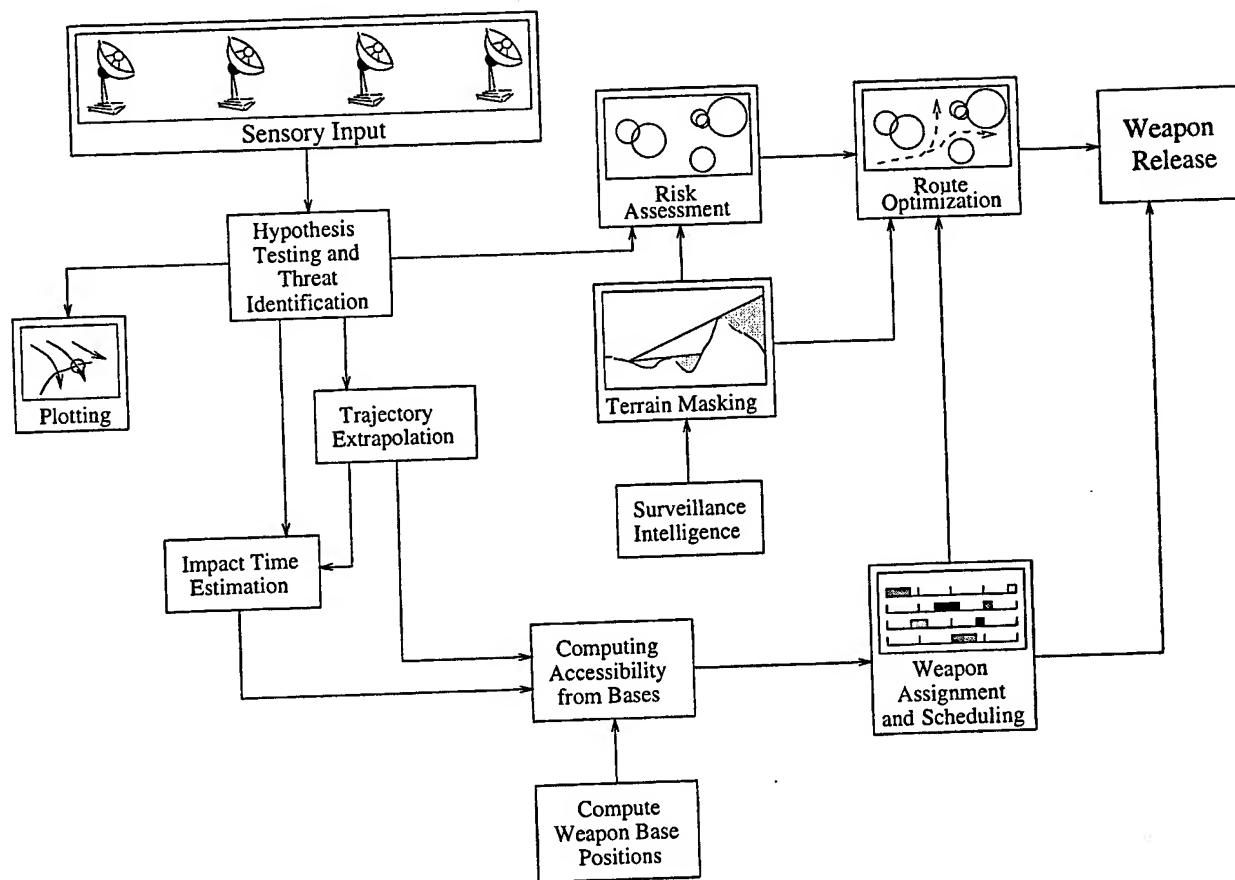 Sensory Input
Hypothesis
Testing and
Threat
Identification
Plotting
Trajectory
Extrapolation
Impact Time
Estimation
Risk
Assessment
Terrain Masking
Surveillance
Intelligence
Route
Optimization
Weapon
Release
Computing
Accessibility
from Bases
Weapon
Assignment
and Scheduling
Compute
Weapon Base
Positions